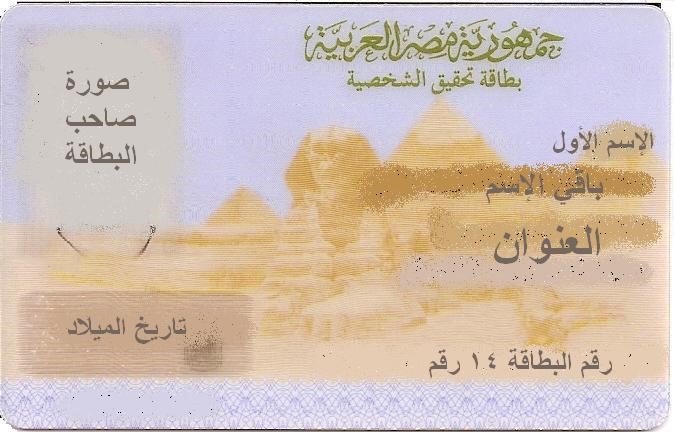 جمهورية مصر العربية
بطاقة تحقيق الشخصية
صورة
صاحب
البطاقة
الإسم الأول
باقي الإسم
العنوان
تاريخ الميلاد
رقم البطاقة ١٤ رقم